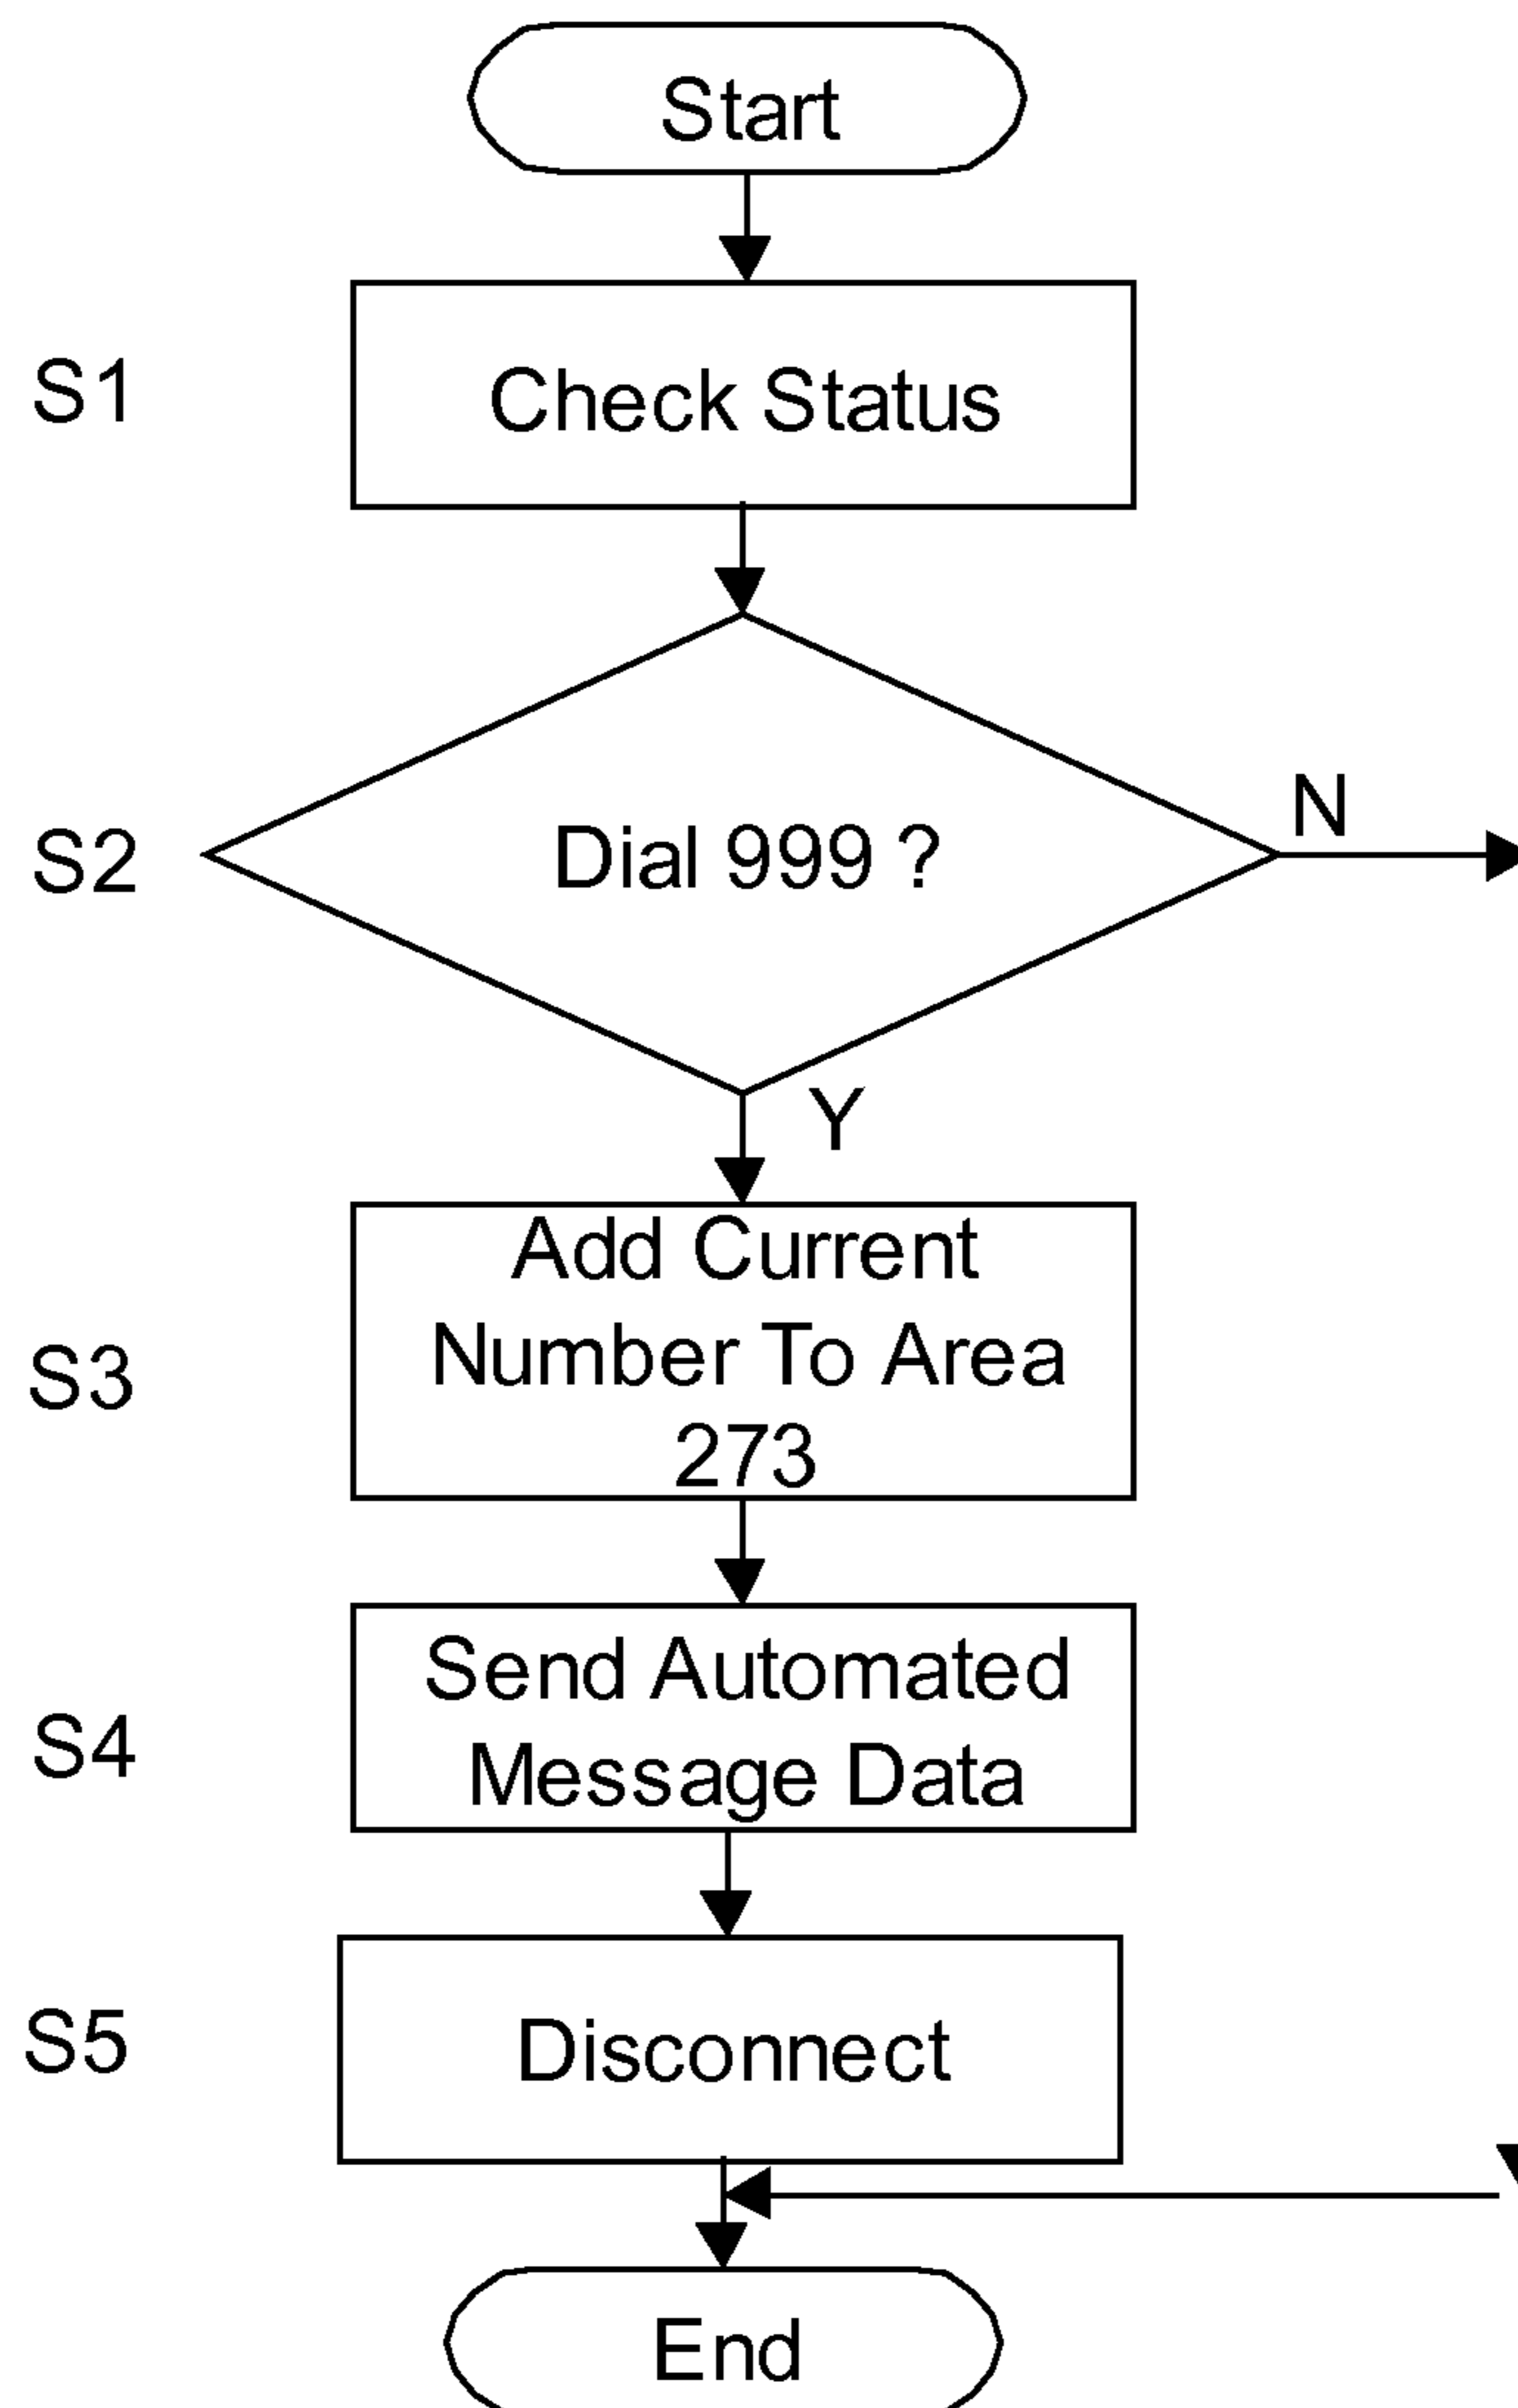 Start
S1
Check Status
S2
Dial 999 ?
N
Y
S3
Add Current
Number To Area
273
S4
Send Automated
Message Data
S5
Disconnect
End